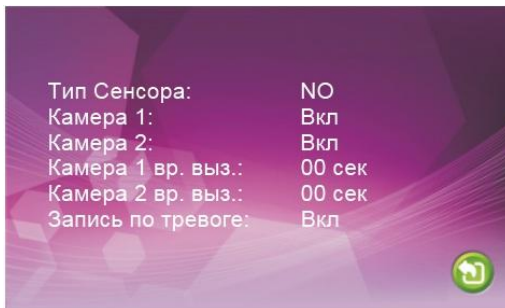 Тип Сенсора: NO
Камера 1: Вкл
Камера 2: Вкл
Камера 1 вр. выз.: 00 сек
Камера 2 вр. выз.: 00 сек
Запись по тревоге: Вкл